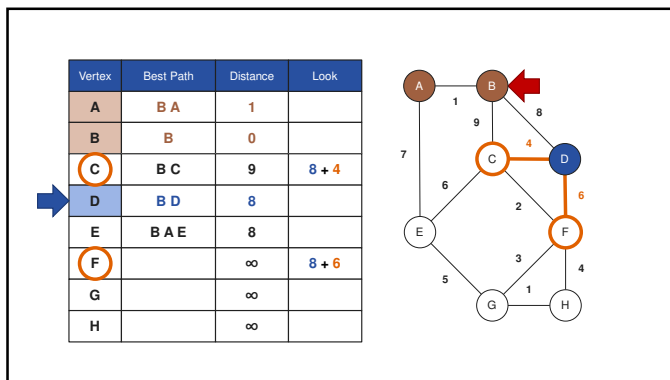 Vertex Best Path Distance Look
A B A 1
B B 0
C B C 9 8 + 4
D B D 8
E B A E 8
F ∞ 8 + 6
G ∞
H ∞
A B
1
8
9
4
C D
7
6
6
2
E F
3
4
5
1
G H